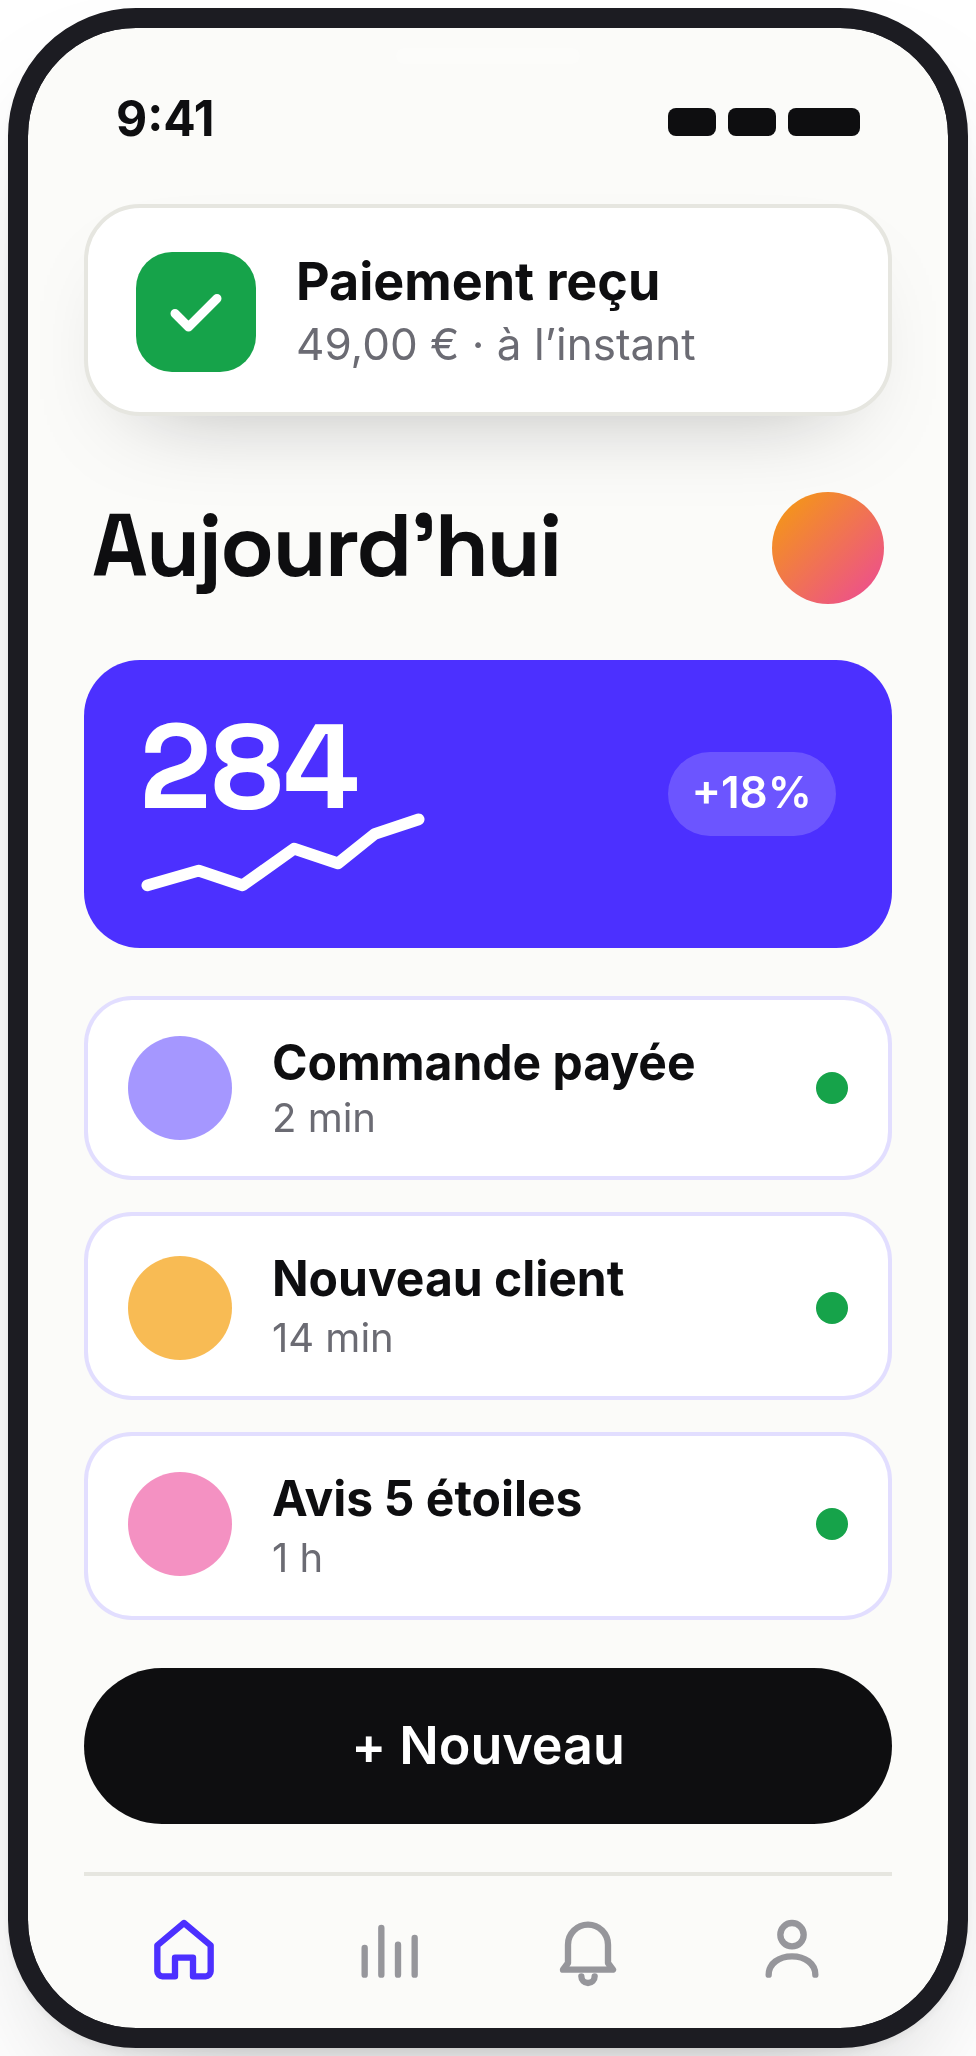 9:41
Paiement reçu
49,00 € · à l’instant
Aujourd’hui
284
+18%
Commande payée
2 min
Nouveau client
14 min
Avis 5 étoiles
1 h
+ Nouveau